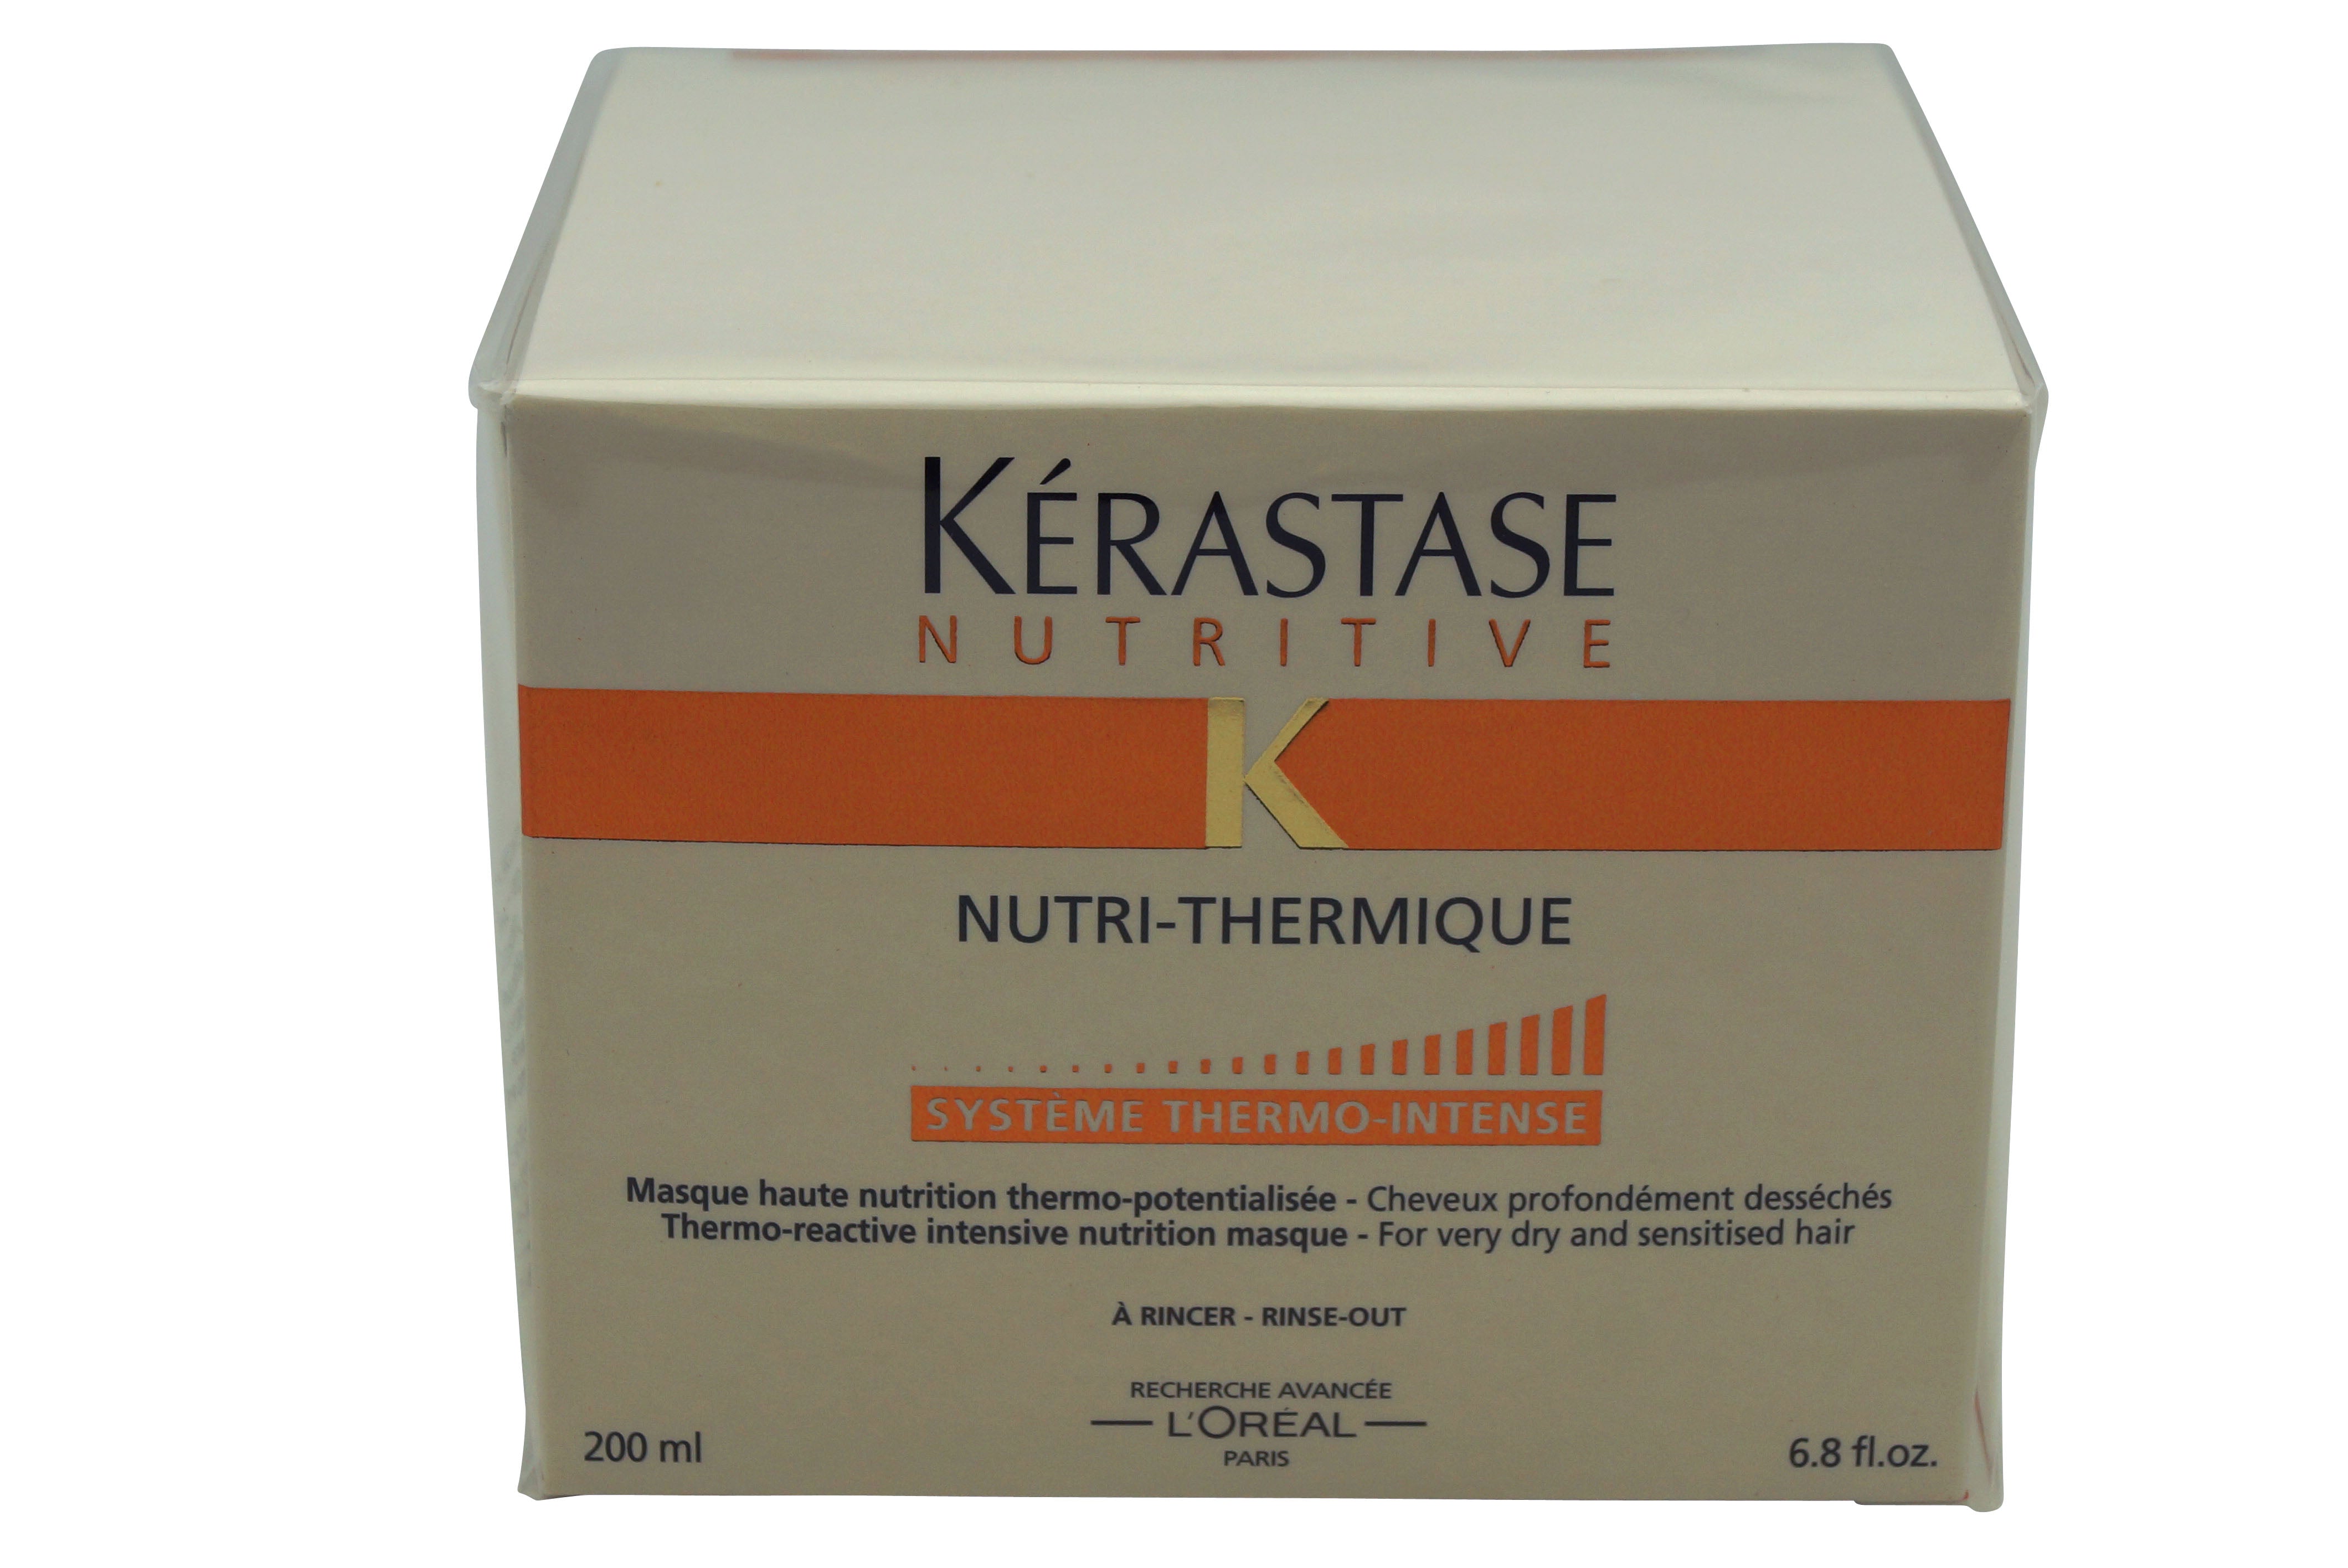 KÉRASTASE
NUTRITIVE
K
NUTRI-THERMIQUE
SYSTÈME THERMO-INTENSE
Masque haute nutrition thermo-potentialisée - Cheveux profondément desséchés
Thermo-reactive intensive nutrition masque - For very dry and sensitised hair
À RINCER - RINSE-OUT
RECHERCHE AVANCÉE
L'ORÉAL
PARIS
200 ml
6.8 fl.oz.